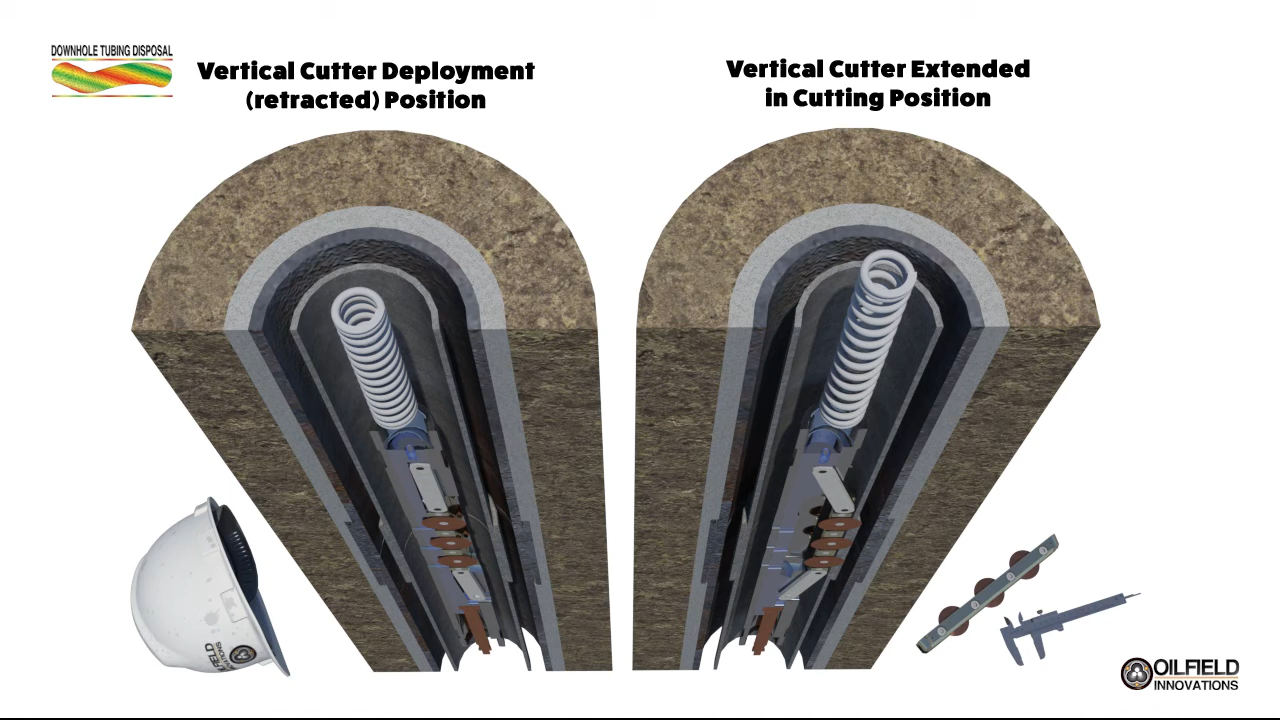 DOWNHOLE TUBING DISPOSAL
Vertical Cutter Deployment
(retracted) Position
Vertical Cutter Extended
in Cutting Position
OILFIELD
INNOVATIONS